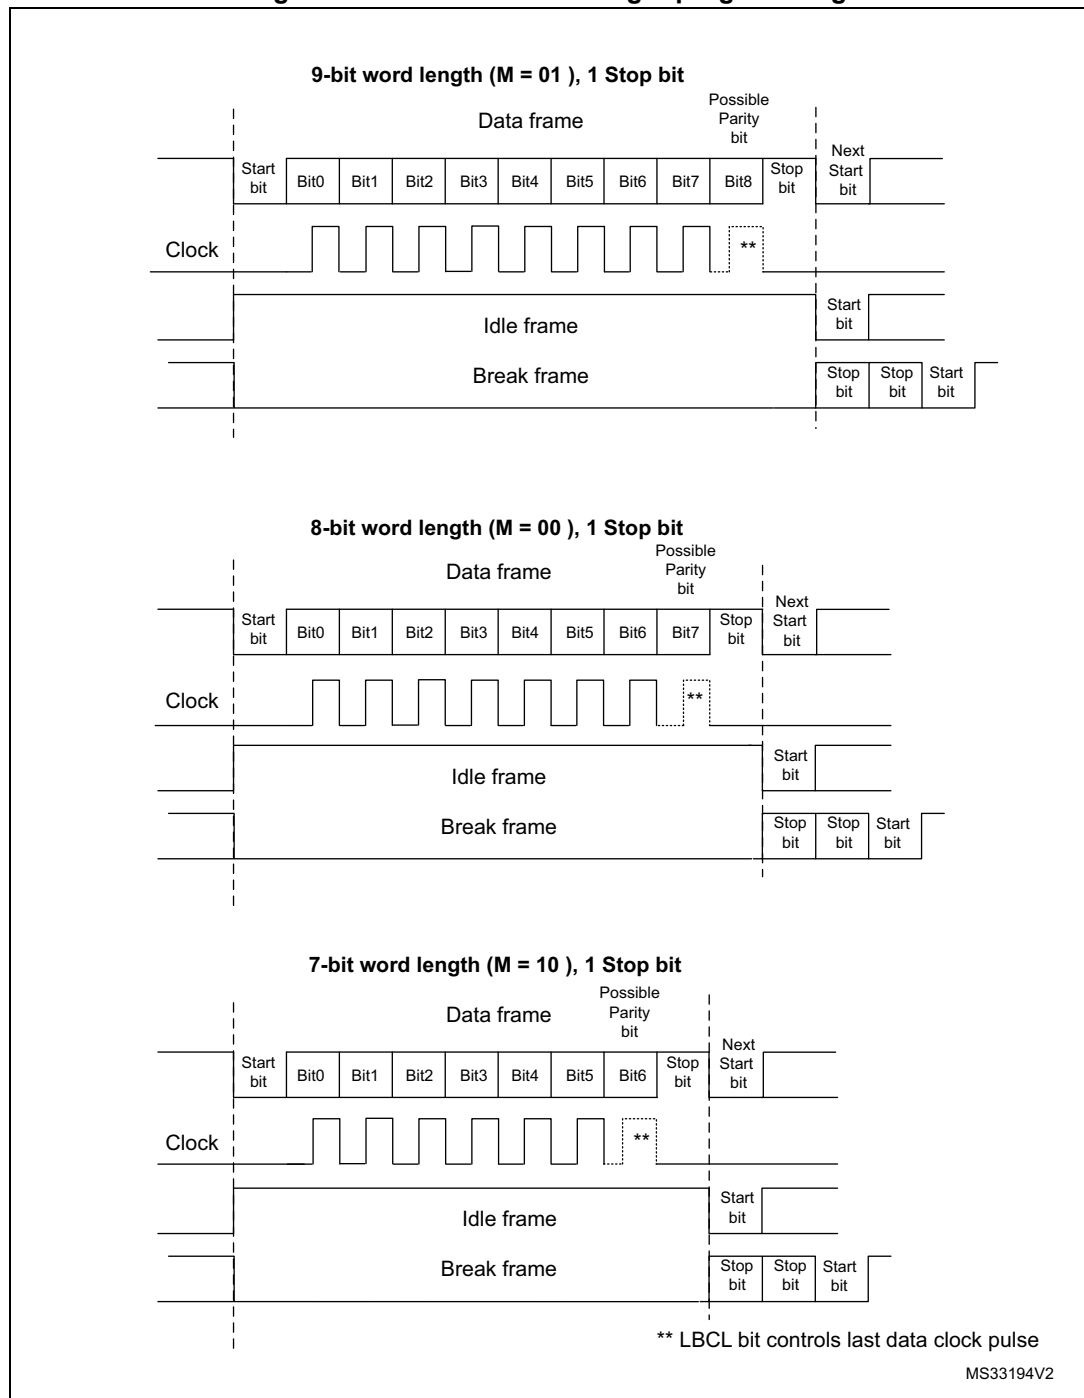 9-bit word length (M = 01 ), 1 Stop bit
Data frame
Possible
Parity
bit
Start
bit
Bit0 Bit1 Bit2 Bit3 Bit4 Bit5 Bit6 Bit7 Bit8
Stop
bit
Next
Start
bit
Clock
**
Idle frame
Start
bit
Break frame
Stop
bit
Stop
bit
Start
bit
8-bit word length (M = 00 ), 1 Stop bit
Data frame
Possible
Parity
bit
Start
bit
Bit0 Bit1 Bit2 Bit3 Bit4 Bit5 Bit6 Bit7
Stop
bit
Next
Start
bit
Clock
**
Idle frame
Start
bit
Break frame
Stop
bit
Stop
bit
Start
bit
7-bit word length (M = 10 ), 1 Stop bit
Data frame
Possible
Parity
bit
Start
bit
Bit0 Bit1 Bit2 Bit3 Bit4 Bit5 Bit6
Stop
bit
Next
Start
bit
Clock
**
Idle frame
Start
bit
Break frame
Stop
bit
Stop
bit
Start
bit
** LBCL bit controls last data clock pulse
MS33194V2